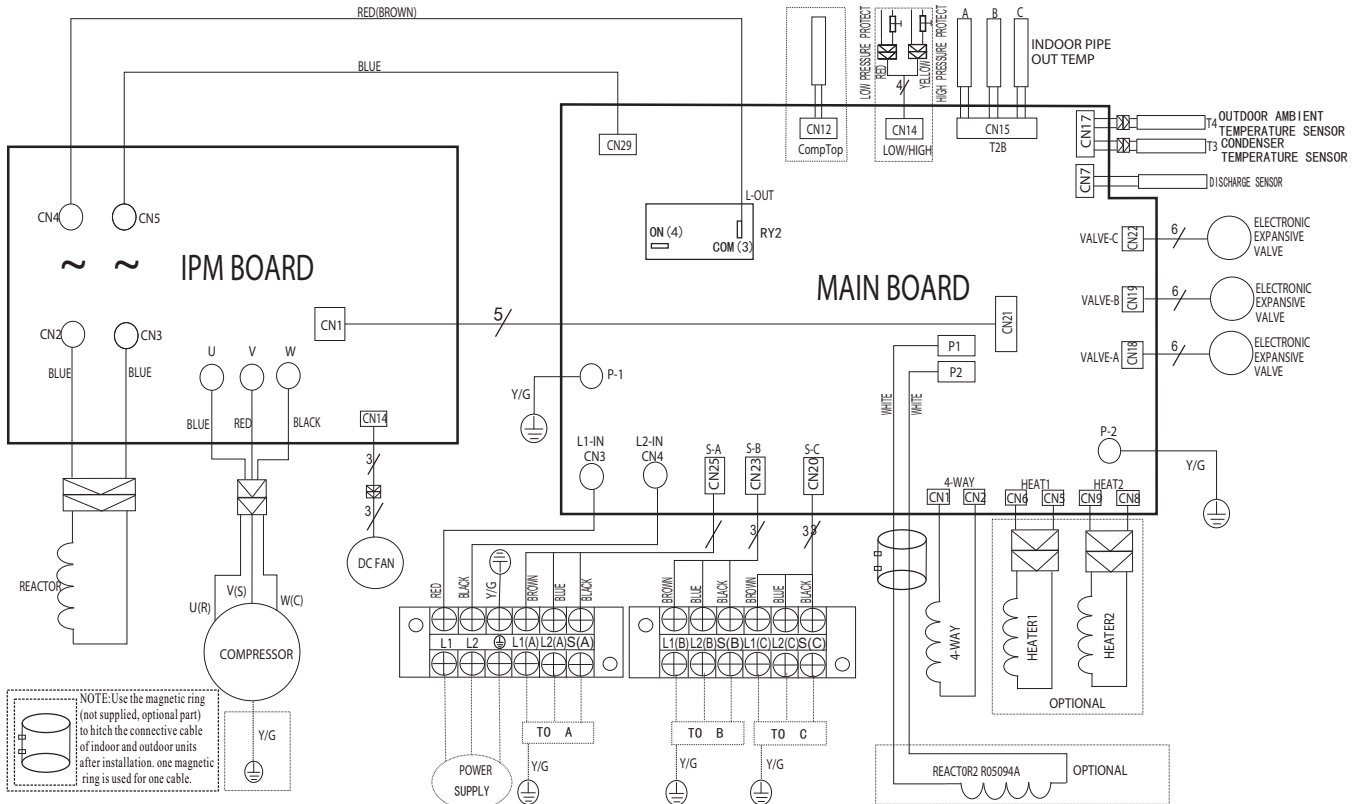 RED(BROWN)
BLUE
LOW PRESSURE PROTECT
RED
YELLOW
HIGH PRESSURE PROTECT
4
A B C
INDOOR PIPE
OUT TEMP
CN12
CompTop
CN14
LOW/HIGH
CN15
T2B
CN17
T4 OUTDOOR AMBIENT
TEMPERATURE SENSOR
T3 CONDENSER
TEMPERATURE SENSOR
CN7
DISCHARGE SENSOR
CN29
L-OUT
ON (4)
COM (3)
RY2
CN4
CN5
~ ~
IPM BOARD
MAIN BOARD
CN2
CN3
CN1
5
CN21
VALVE-C
CN22
6
ELECTRONIC
EXPANSIVE
VALVE
VALVE-B
CN19
6
ELECTRONIC
EXPANSIVE
VALVE
VALVE-A
CN18
6
ELECTRONIC
EXPANSIVE
VALVE
P1
P2
WHITE
WHITE
BLUE
BLUE
U V W
BLUE
RED
BLACK
CN14
3
3
DC FAN
P-1
Y/G
P-2
Y/G
L1-IN
CN3
L2-IN
CN4
S-A
CN25
S-B
CN23
S-C
CN20
3
3
3
4-WAY
CN1
CN2
HEAT1
CN6
CN5
HEAT2
CN9
CN8
REACTOR
U(R)
V(S)
W(C)
COMPRESSOR
Y/G
RED
BLACK
Y/G
BROWN
BLUE
BLACK
BROWN
BLUE
BLACK
BROWN
BLUE
BLACK
L1 L2 L1(A) L2(A) S(A)
L1(B) L2(B) S(B) L1(C) L2(C) S(C)
4-WAY
HEATER1
HEATER2
OPTIONAL
TO A
TO B
TO C
Y/G
Y/G
Y/G
POWER
SUPPLY
NOTE:Use the magnetic ring
(not supplied, optional part)
to hitch the connective cable
of indoor and outdoor units
after installation. one magnetic
ring is used for one cable.
REACTOR2 R05094A
OPTIONAL